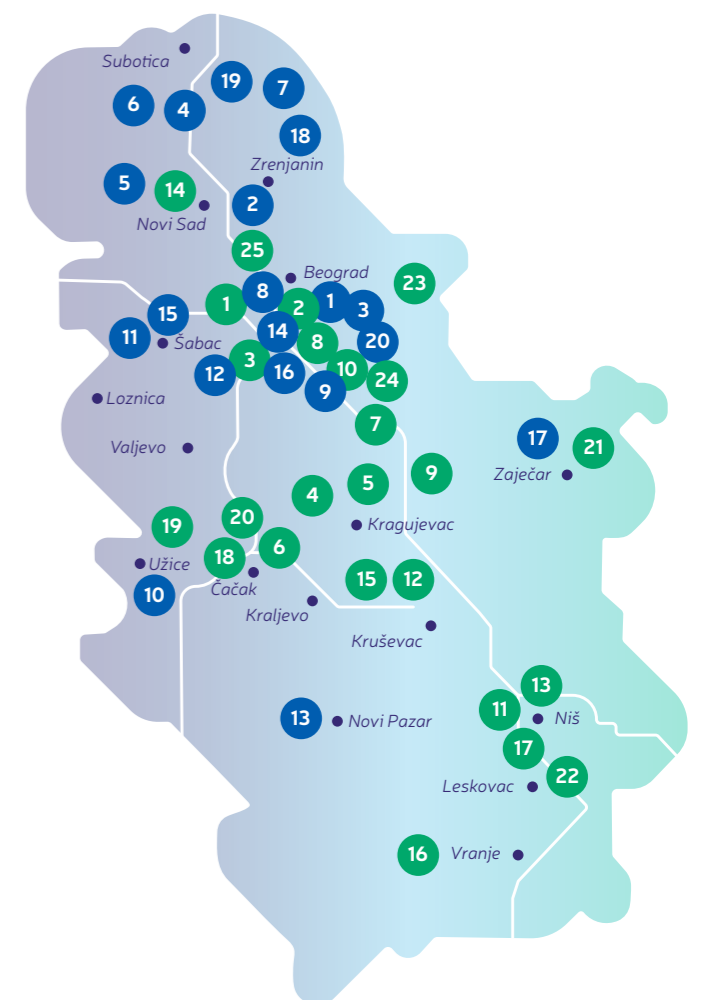 Subotica
19
7
6
4
18
Zrenjanin
5
14
2
Novi Sad
25
Beograd
23
8
1
2
1
3
15
14
11
Šabac
8
20
3
10
12
16
24
9
Loznica
7
17
21
Valjevo
9
Zaječar
5
4
20
19
Kragujevac
6
18
Užice
Čačak
15
12
10
Kraljevo
Kruševac
13
11
13
Novi Pazar
Niš
17
22
Leskovac
16
Vranje